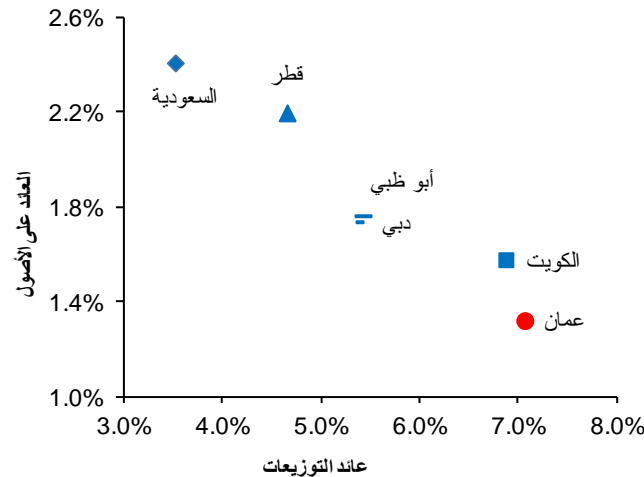 2.6%
قطر
السعودية
2.2%
أبو ظبي
1.8%
دبي
الكويت
1.4%
عمان
1.0%
3.0% 4.0% 5.0% 6.0% 7.0% 8.0%
العائد على الأصول
عائد التوزيعات